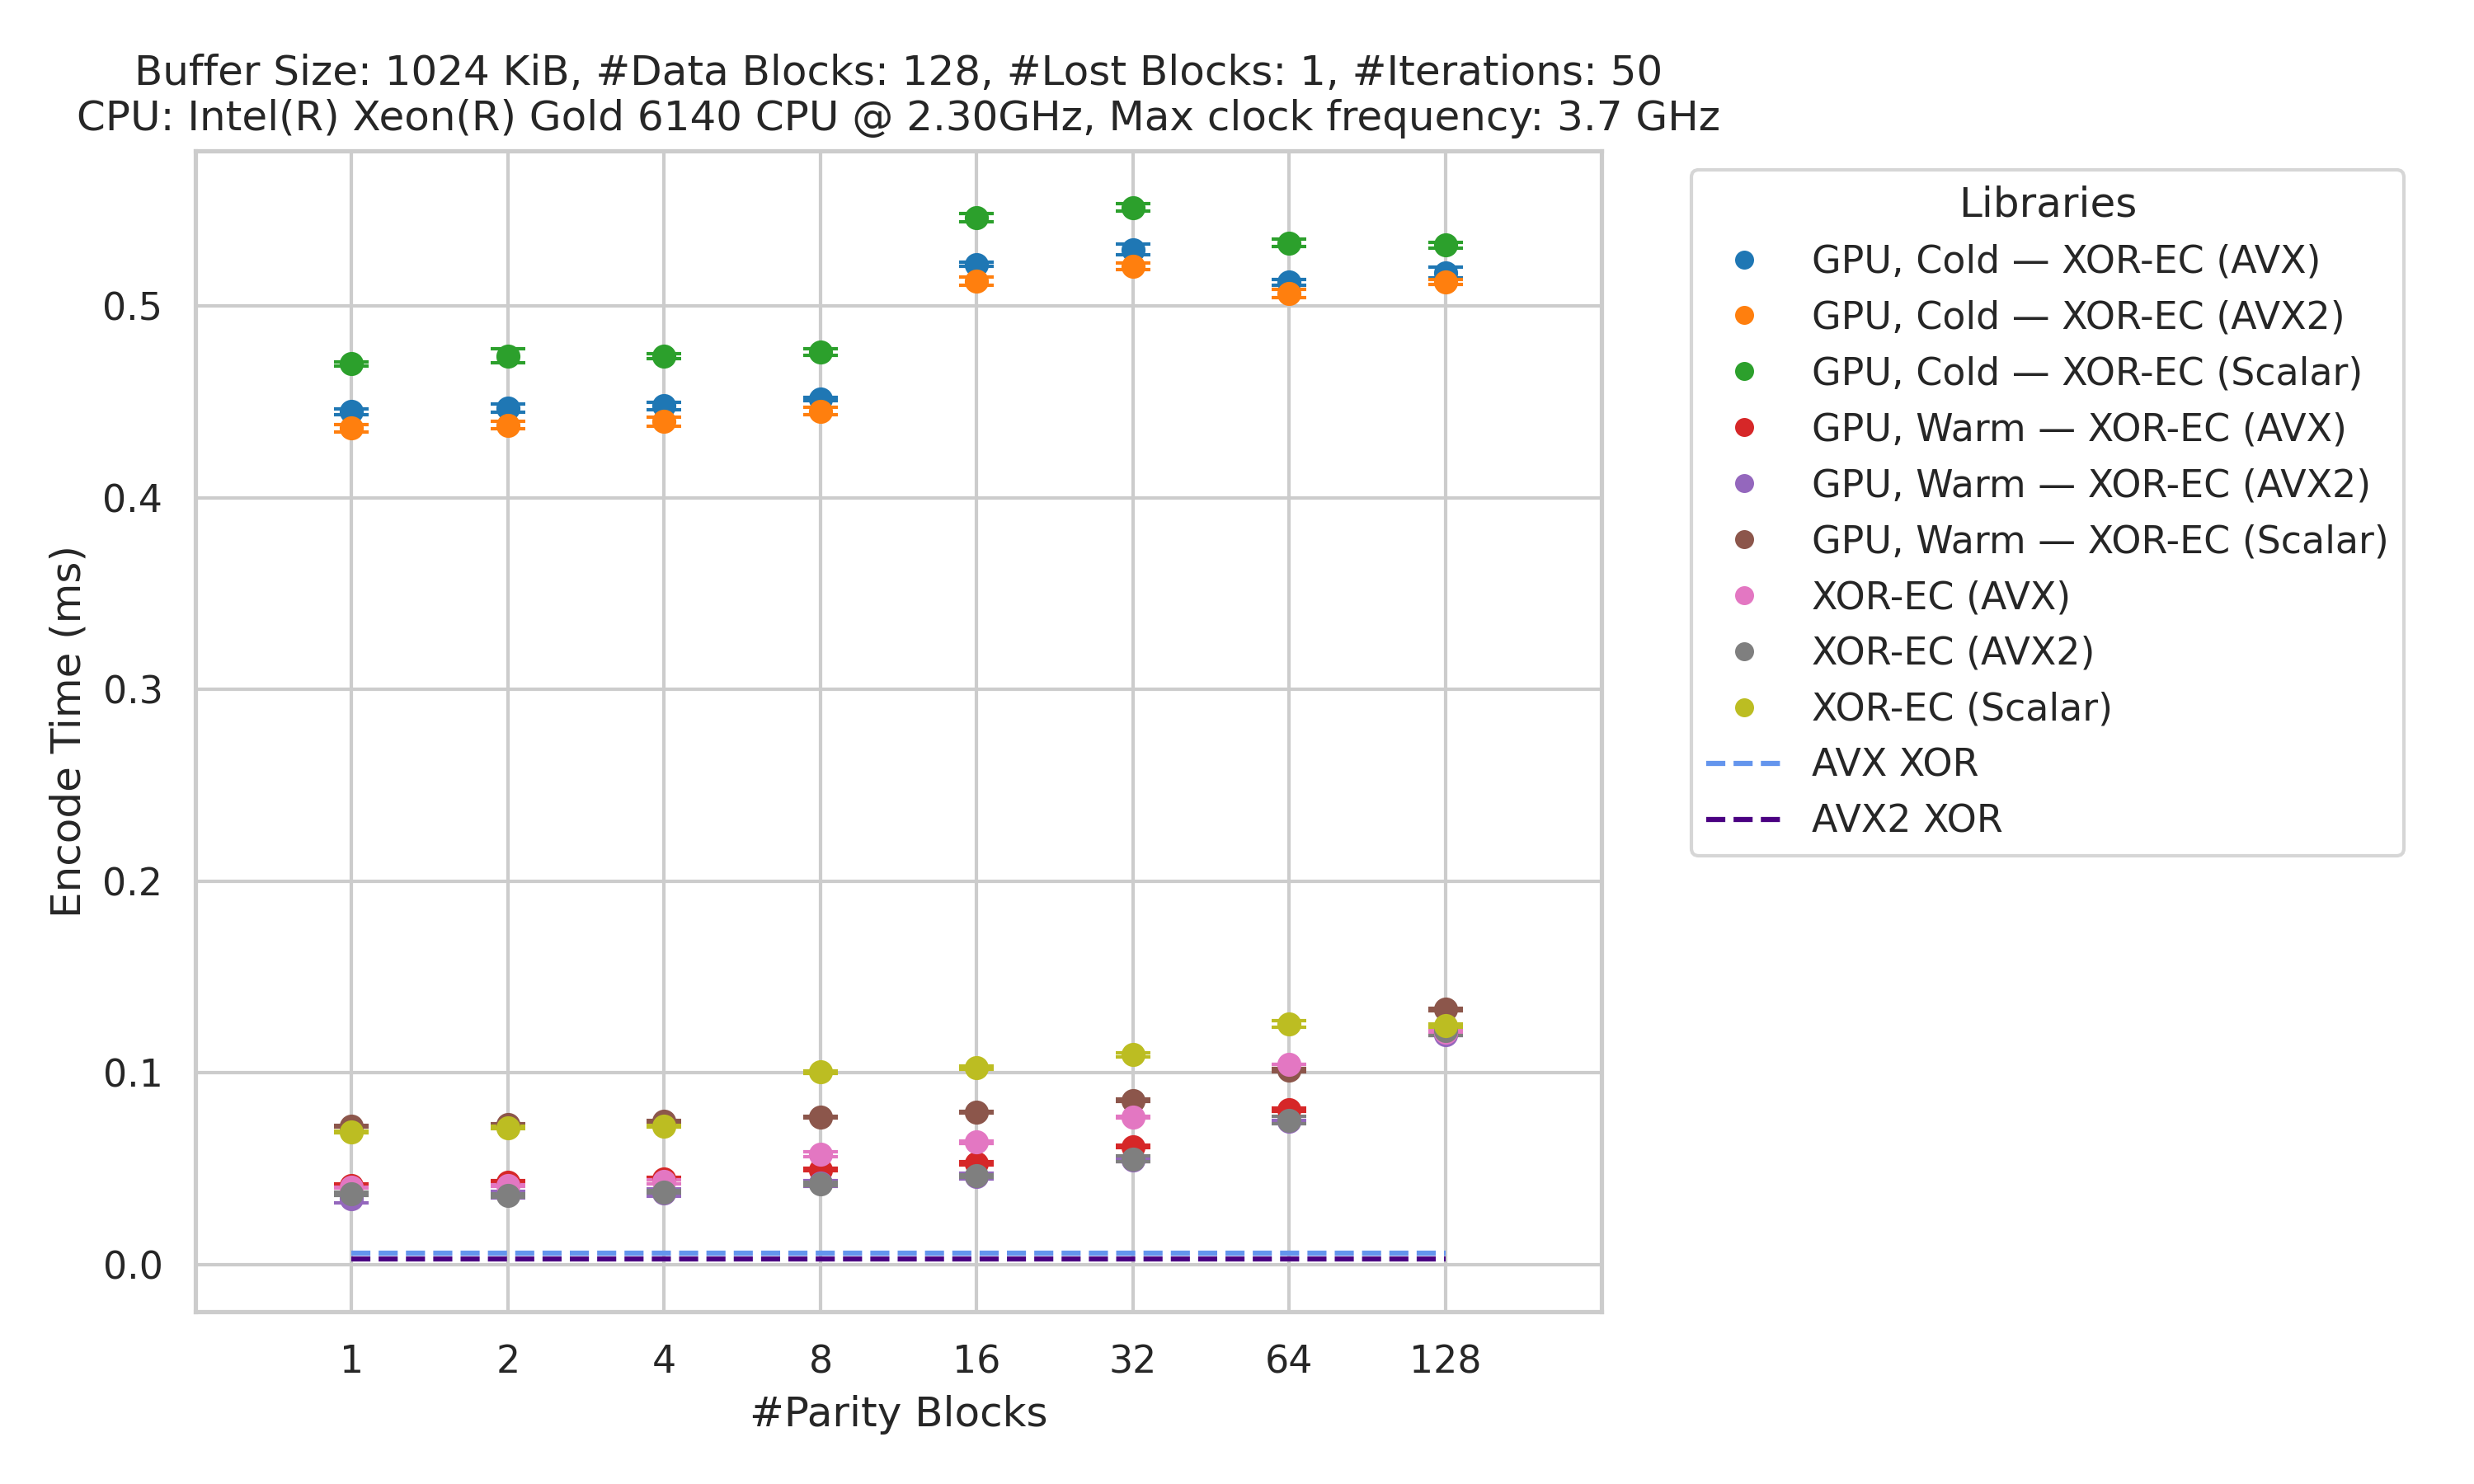 Buffer Size: 1024 KiB, #Data Blocks: 128, #Lost Blocks: 1, #Iterations: 50
CPU: Intel(R) Xeon(R) Gold 6140 CPU @ 2.30GHz, Max clock frequency: 3.7 GHz
Libraries
GPU, Cold — XOR-EC (AVX)
GPU, Cold — XOR-EC (AVX2)
GPU, Cold — XOR-EC (Scalar)
GPU, Warm — XOR-EC (AVX)
GPU, Warm — XOR-EC (AVX2)
GPU, Warm — XOR-EC (Scalar)
XOR-EC (AVX)
XOR-EC (AVX2)
XOR-EC (Scalar)
AVX XOR
AVX2 XOR
Encode Time (ms)
0.5
0.4
0.3
0.2
0.1
0.0
1 2 4 8 16 32 64 128
#Parity Blocks